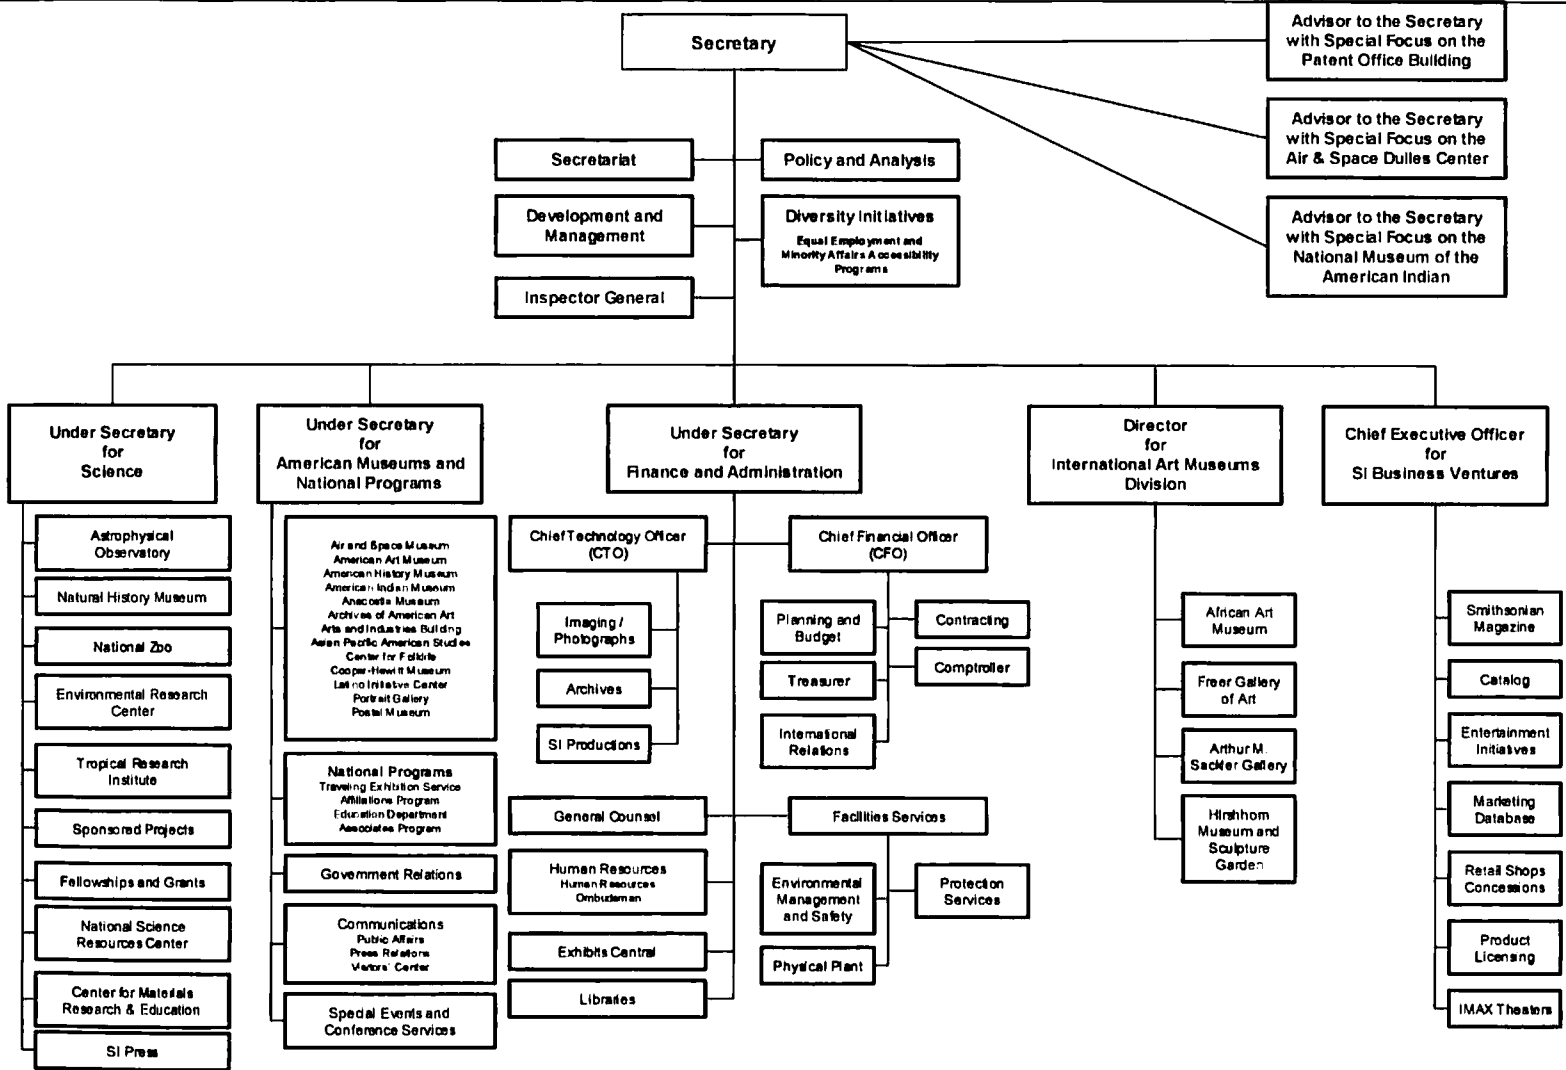 Secretary
Advisor to the Secretary
with Special Focus on the
Patent Office Building
Advisor to the Secretary
with Special Focus on the
Air & Space Dulles Center
Advisor to the Secretary
with Special Focus on the
National Museum of the
American Indian
Secretariat
Policy and Analysis
Development and
Management
Diversity Initiatives
Equal Employment and
Minority Affairs Accessibility
Programs
Inspector General
Under Secretary
for
Science
Astrophysical
Observatory
Natural History Museum
National Zoo
Environmental Research
Center
Tropical Research
Institute
Sponsored Projects
Fellowships and Grants
National Science
Resources Center
Center for Materials
Research & Education
SI Press
Under Secretary
for
American Museums and
National Programs
Air and Space Museum
American Art Museum
American History Museum
American Indian Museum
Anacostia Museum
Archives of American Art
Arts and Industries Building
Asian Pacific American Studies
Center for Folklife
Cooper-Hewitt Museum
Latino Initiative Center
Portrait Gallery
Postal Museum
National Programs
Traveling Exhibition Service
Affiliations Program
Education Department
Associates Program
Government Relations
Communications
Public Affairs
Press Relations
Visitors' Center
Special Events and
Conference Services
Under Secretary
for
Finance and Administration
Chief Technology Officer
(CTO)
Imaging /
Photographs
Archives
SI Productions
Chief Financial Officer
(CFO)
Planning and
Budget
Contracting
Treasurer
Comptroller
International
Relations
General Counsel
Human Resources
Human Resources
Ombudsman
Exhibits Central
Libraries
Facilities Services
Environmental
Management
and Safety
Protection
Services
Physical Plant
Director
for
International Art Museums
Division
African Art
Museum
Freer Gallery
of Art
Arthur M.
Sackler Gallery
Hirshhorn
Museum and
Sculpture
Garden
Chief Executive Officer
for
SI Business Ventures
Smithsonian
Magazine
Catalog
Entertainment
Initiatives
Marketing
Database
Retail Shops
Concessions
Product
Licensing
IMAX Theaters